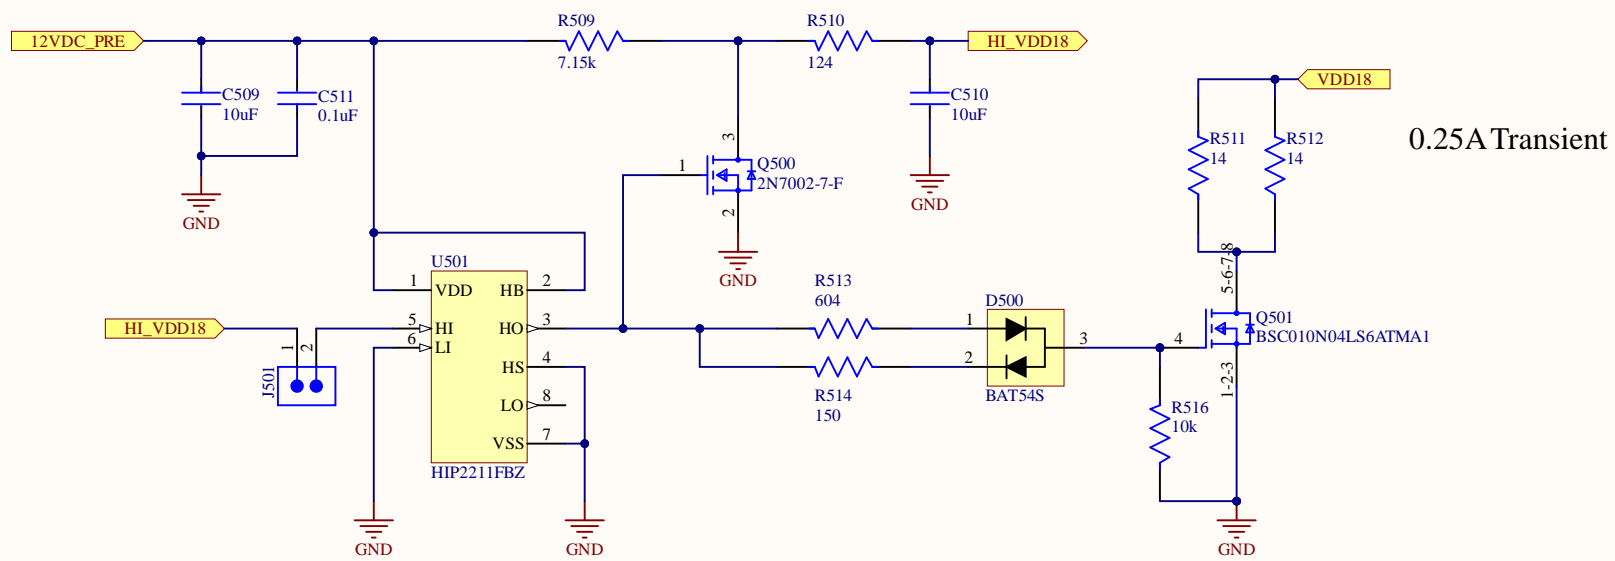 12VDC_PRE
R509
7.15k
R510
124
HI_VDD18
C509
10uF
C511
0.1uF
C510
10uF
VDD18
R511
14
R512
14
0.25A Transient
3
1
Q500
2N7002-7-F
2
GND
GND
GND
U501
1
VDD
HB
2
HI_VDD18
5
HI
HO
3
6
LI
HS
4
LO
8
VSS
7
HIP2211FBZ
1
2
J501
R513
604
R514
150
D500
1
2
3
BAT54S
5-6-7-8
4
Q501
BSC010N04LS6ATMA1
1-2-3
R516
10k
GND
GND
GND